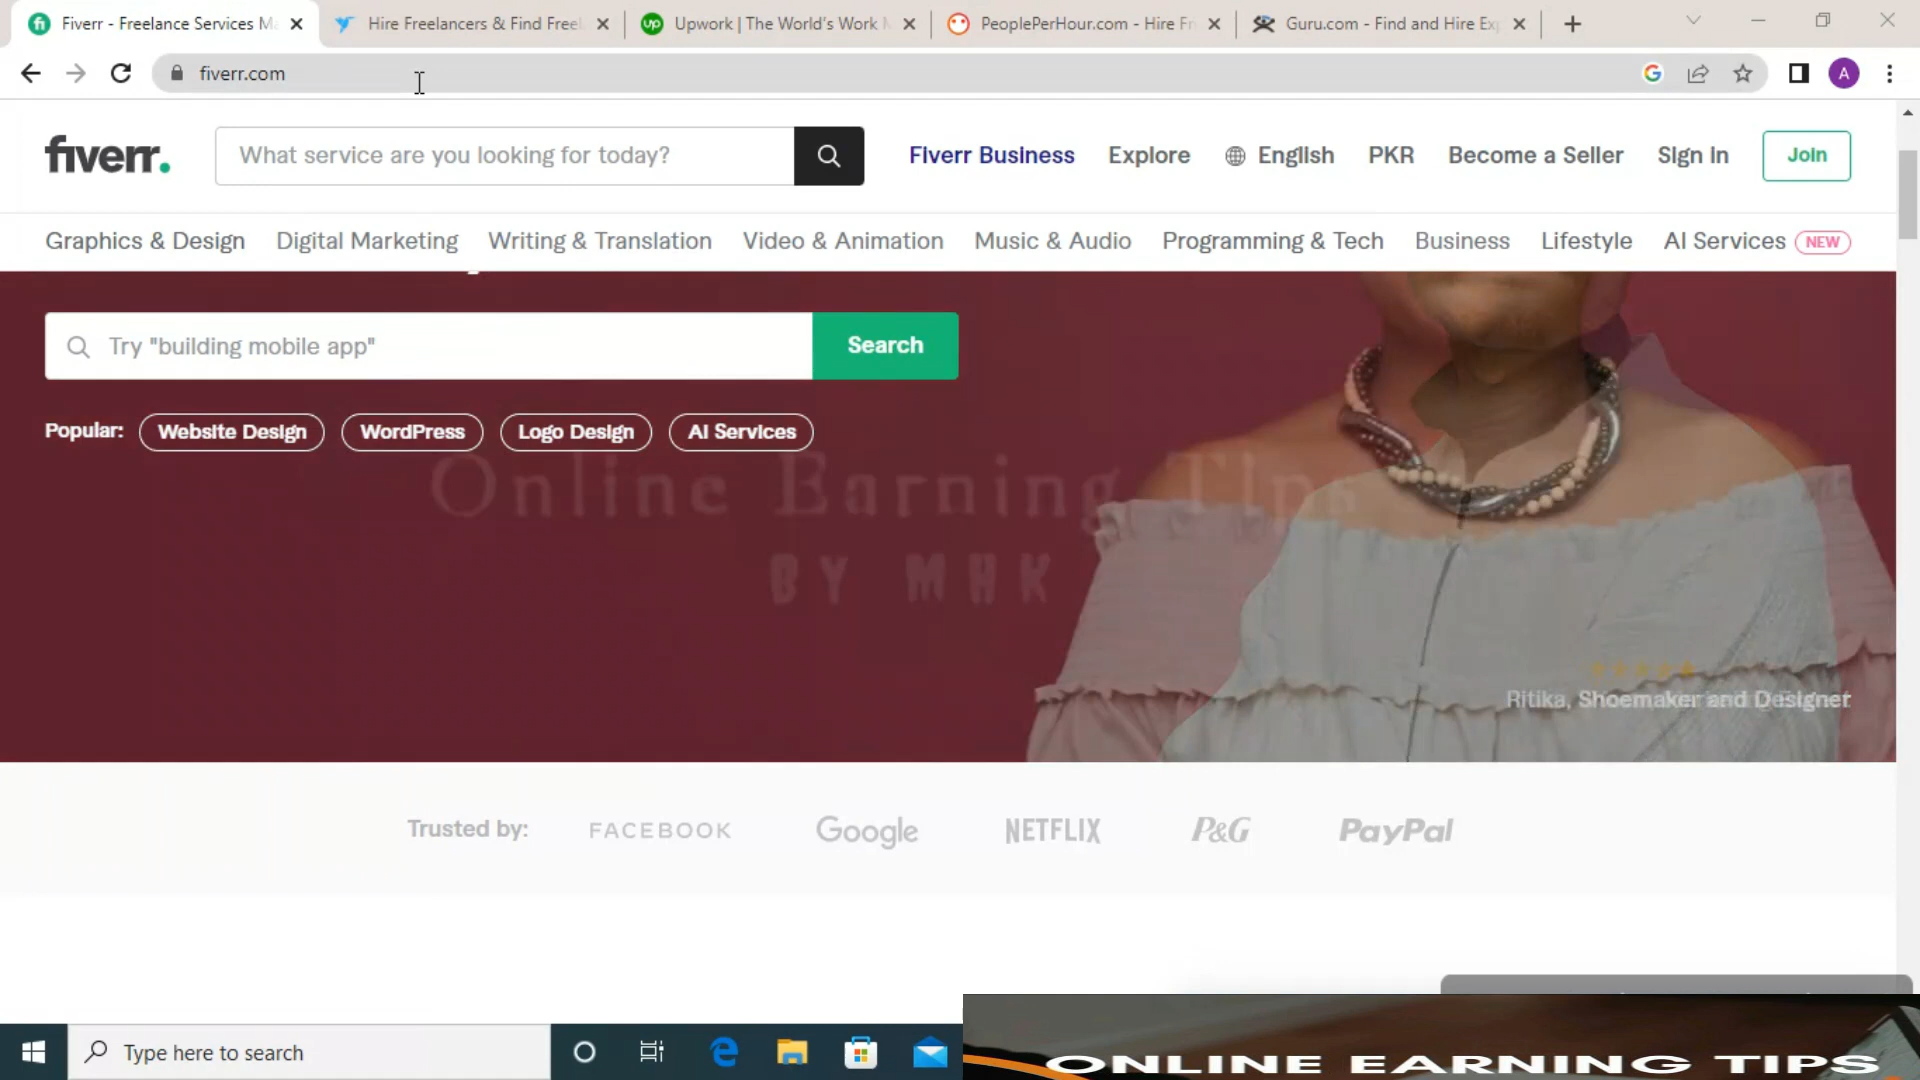 Fiverr - Freelance Services Ma
Hire Freelancers & Find Freel
up Upwork | The World's Work M
PeoplePerHour.com - Hire Fr
Guru.com - Find and Hire Exp
fiverr.com
A
fiverr.
What service are you looking for today?
Fiverr Business
Explore
English
PKR
Become a Seller
Sign In
Join
Graphics & Design
Digital Marketing
Writing & Translation
Video & Animation
Music & Audio
Programming & Tech
Business
Lifestyle
AI Services NEW
Try "building mobile app"
Search
Popular:
Website Design
WordPress
Logo Design
AI Services
Online Earning Tips
BY MHK
Ritika, Shoemaker and Designer
Trusted by:
FACEBOOK
Google
NETFLIX
P&G
PayPal
Type here to search
ONLINE EARNING TIPS